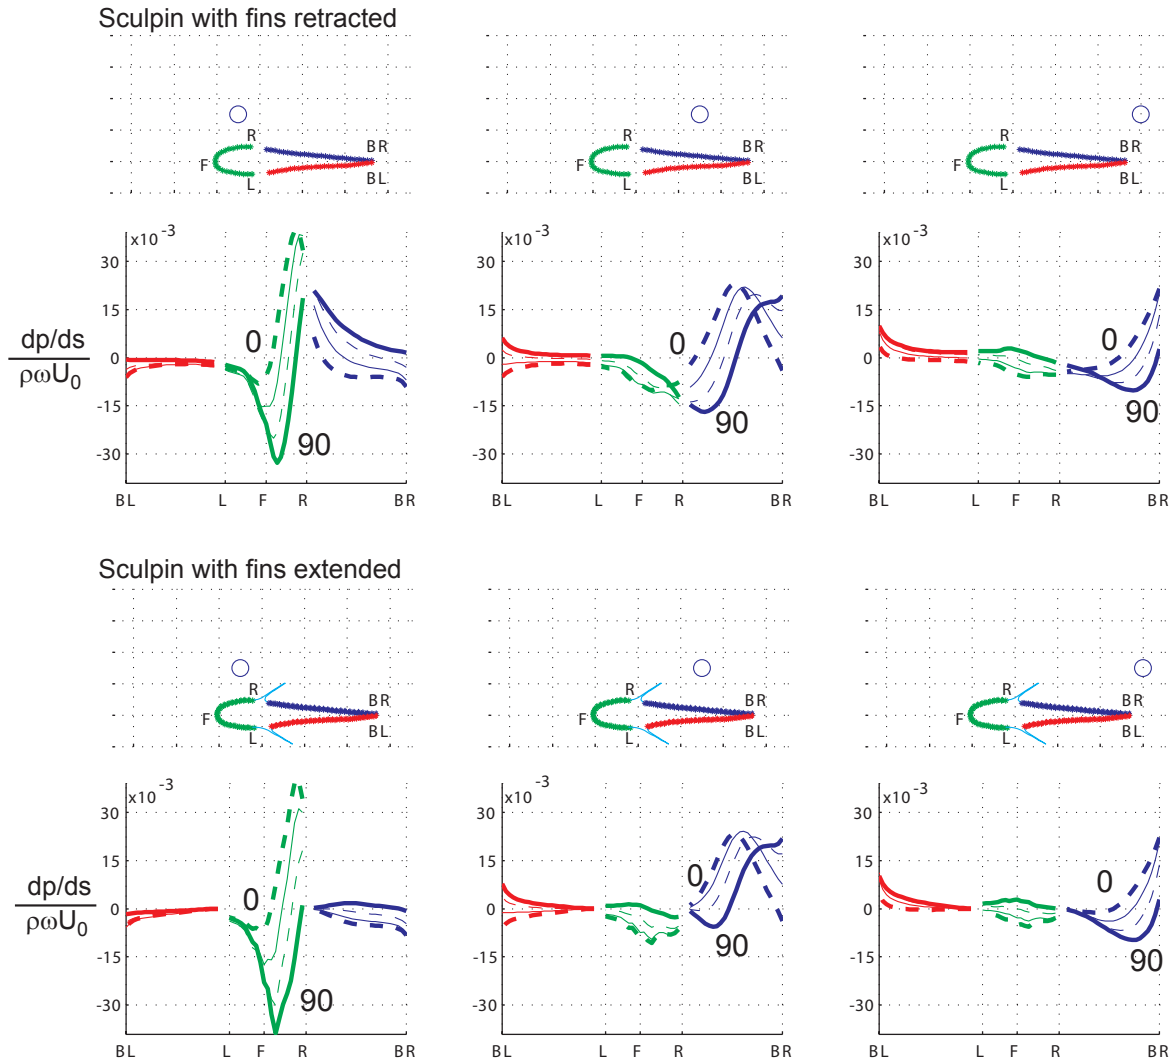 Sculpin with fins retracted
R
F
L
BR
BL
R
F
L
BR
BL
R
F
L
BR
BL
dp/ds
ρωU₀
x10⁻³
30
15
0
-15
-30
0
90
BL L F R BR
x10⁻³
30
15
0
-15
-30
0
90
BL L F R BR
x10⁻³
30
15
0
-15
-30
0
90
BL L F R BR
Sculpin with fins extended
R
F
L
BR
BL
R
F
L
BR
BL
R
F
L
BR
BL
dp/ds
ρωU₀
x10⁻³
30
15
0
-15
-30
0
90
BL L F R BR
x10⁻³
30
15
0
-15
-30
0
90
BL L F R BR
x10⁻³
30
15
0
-15
-30
0
90
BL L F R BR